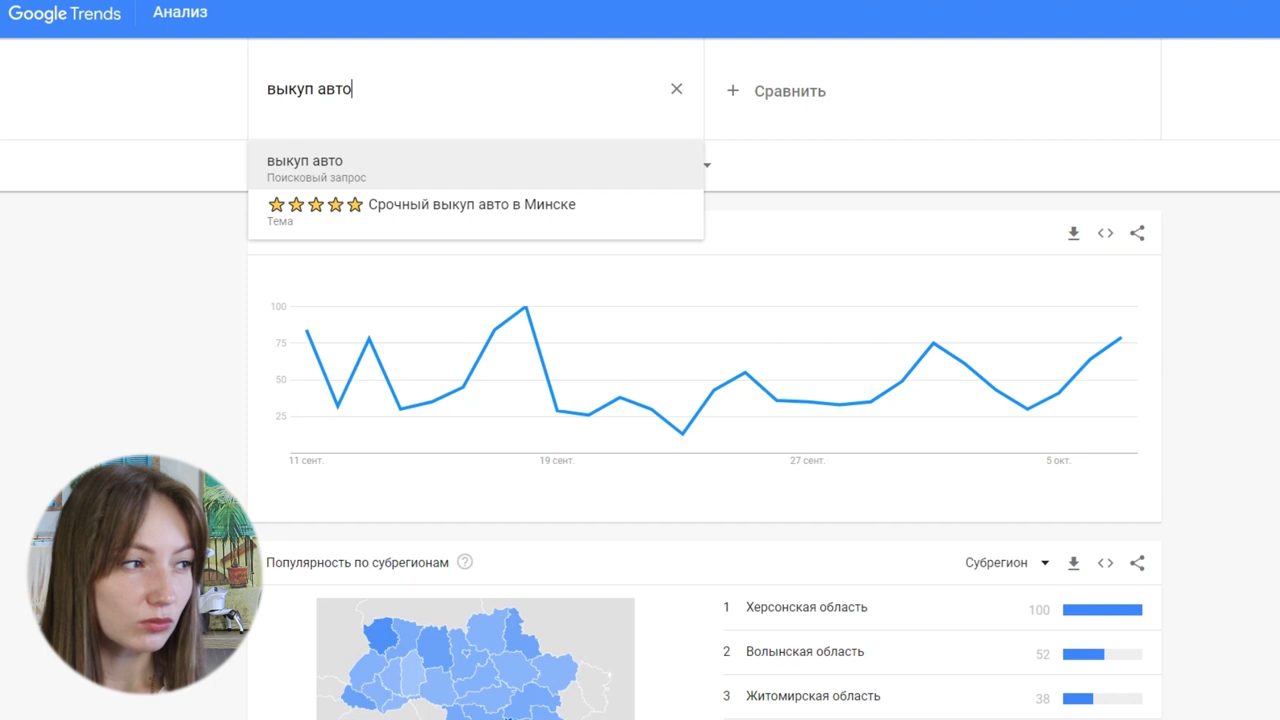 Google Trends Анализ
выкуп авто
Сравнить
выкуп авто
Поисковый запрос
Срочный выкуп авто в Минске
Тема
100
75
50
25
11 сент. 19 сент. 27 сент. 5 окт.
Популярность по субрегионам ?
Субрегион
1 Херсонская область 100
2 Волынская область 52
3 Житомирская область 38